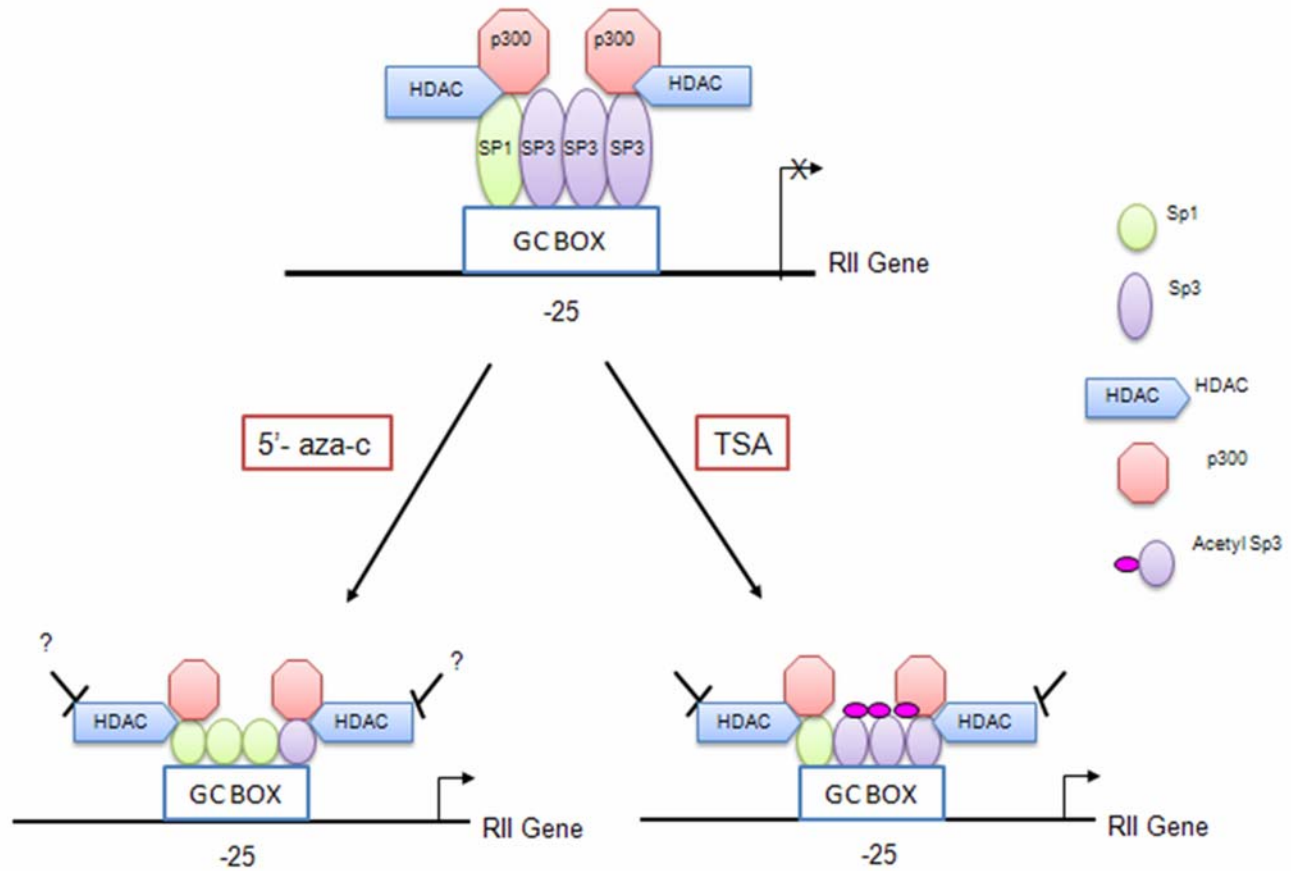 p300 p300
HDAC HDAC
SP1 SP3 SP3 SP3
X
GC BOX
RII Gene
-25
Sp1
Sp3
HDAC HDAC
p300
Acetyl Sp3
5'- aza-c
TSA
? ?
HDAC HDAC
GC BOX
RII Gene
-25
HDAC HDAC
GC BOX
RII Gene
-25